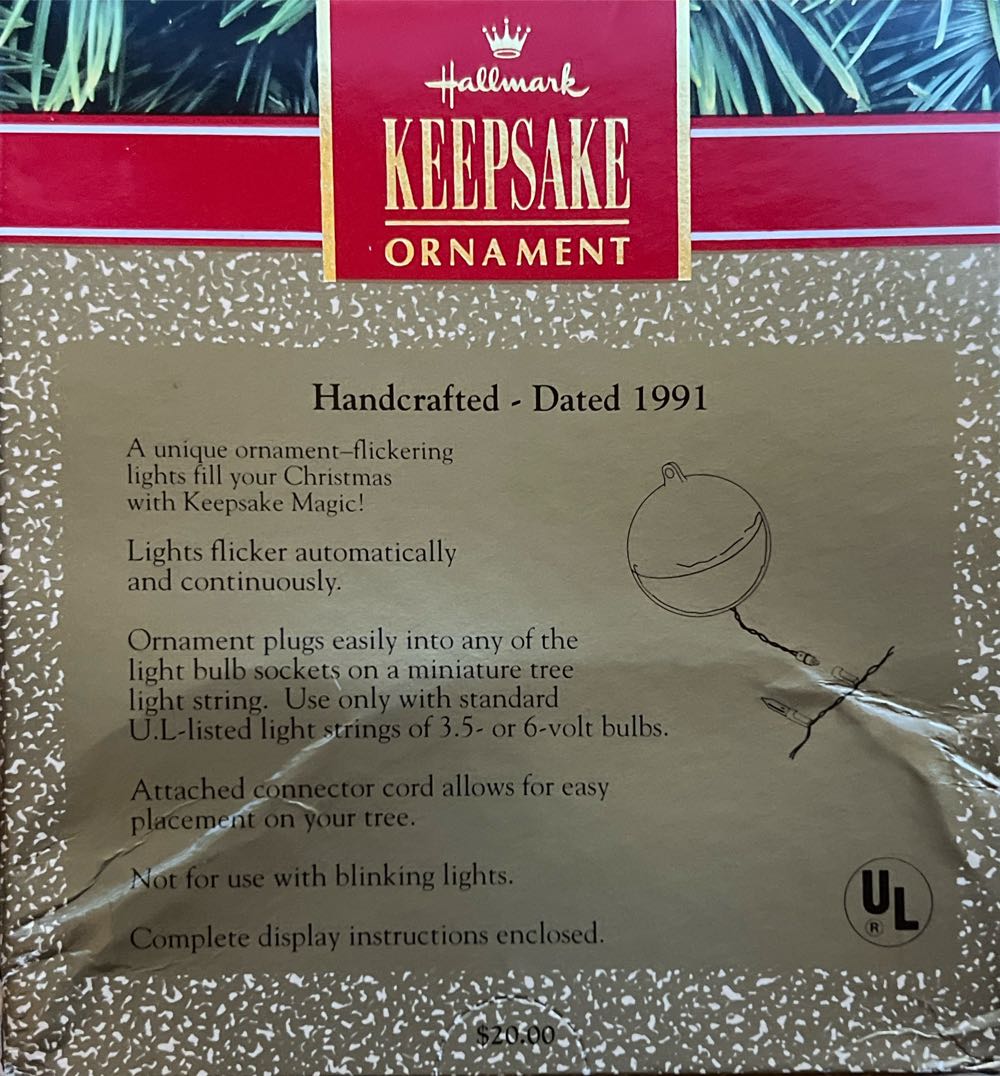 Hallmark
KEEPSAKE
ORNAMENT
Handcrafted - Dated 1991
A unique ornament–flickering
lights fill your Christmas
with Keepsake Magic!
Lights flicker automatically
and continuously.
Ornament plugs easily into any of the
light bulb sockets on a miniature tree
light string. Use only with standard
U.L-listed light strings of 3.5- or 6-volt bulbs.
Attached connector cord allows for easy
placement on your tree.
Not for use with blinking lights.
UL
®
Complete display instructions enclosed.
$20.00